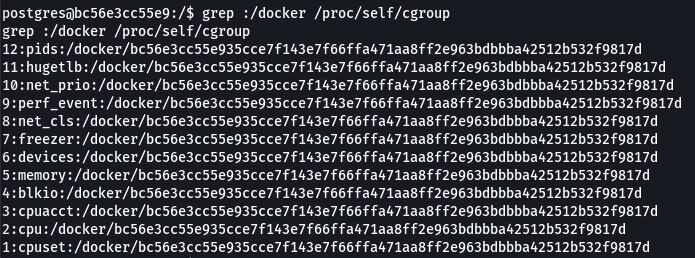 postgres@bc56e3cc55e9:/$ grep :/docker /proc/self/cgroup
grep :/docker /proc/self/cgroup
12:pids:/docker/bc56e3cc55e935cce7f143e7f66ffa471aa8ff2e963bdbbba42512b532f9817d
11:hugetlb:/docker/bc56e3cc55e935cce7f143e7f66ffa471aa8ff2e963bdbbba42512b532f9817d
10:net_prio:/docker/bc56e3cc55e935cce7f143e7f66ffa471aa8ff2e963bdbbba42512b532f9817d
9:perf_event:/docker/bc56e3cc55e935cce7f143e7f66ffa471aa8ff2e963bdbbba42512b532f9817d
8:net_cls:/docker/bc56e3cc55e935cce7f143e7f66ffa471aa8ff2e963bdbbba42512b532f9817d
7:freezer:/docker/bc56e3cc55e935cce7f143e7f66ffa471aa8ff2e963bdbbba42512b532f9817d
6:devices:/docker/bc56e3cc55e935cce7f143e7f66ffa471aa8ff2e963bdbbba42512b532f9817d
5:memory:/docker/bc56e3cc55e935cce7f143e7f66ffa471aa8ff2e963bdbbba42512b532f9817d
4:blkio:/docker/bc56e3cc55e935cce7f143e7f66ffa471aa8ff2e963bdbbba42512b532f9817d
3:cpuacct:/docker/bc56e3cc55e935cce7f143e7f66ffa471aa8ff2e963bdbbba42512b532f9817d
2:cpu:/docker/bc56e3cc55e935cce7f143e7f66ffa471aa8ff2e963bdbbba42512b532f9817d
1:cpuset:/docker/bc56e3cc55e935cce7f143e7f66ffa471aa8ff2e963bdbbba42512b532f9817d